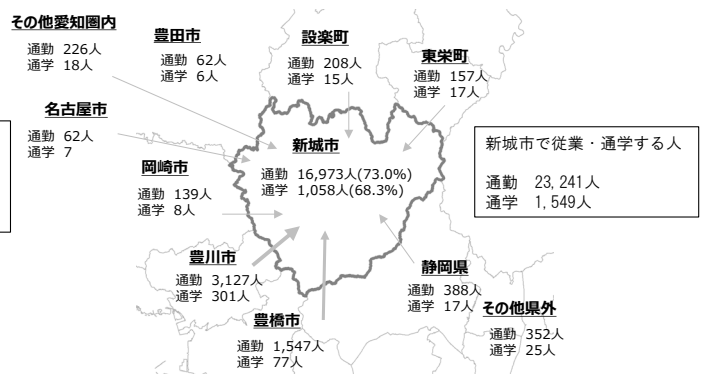 その他愛知圏内
通勤 226人
通学 18人
豊田市
通勤 62人
通学 6人
設楽町
通勤 208人
通学 15人
東栄町
通勤 157人
通学 17人
名古屋市
通勤 62人
通学 7
岡崎市
通勤 139人
通学 8人
新城市
通勤 16,973人(73.0%)
通学 1,058人(68.3%)
新城市で従業・通学する人
通勤 23,241人
通学 1,549人
豊川市
通勤 3,127人
通学 301人
豊橋市
通勤 1,547人
通学 77人
静岡県
通勤 388人
通学 17人
その他県外
通勤 352人
通学 25人